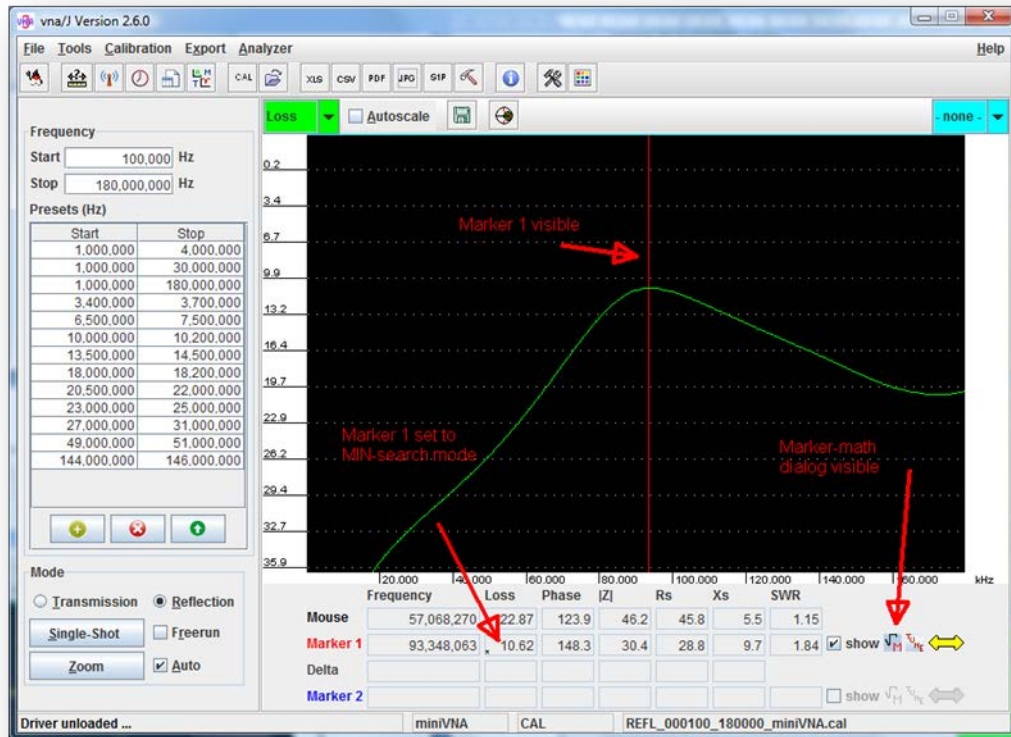 vna/J Version 2.6.0
File Tools Calibration Export Analyzer Help
CAL XLS CSV PDF JPG S1P
Frequency
Start 100,000 Hz
Stop 180,000,000 Hz
Presets (Hz)
Start Stop
1,000,000 4,000,000
1,000,000 30,000,000
1,000,000 180,000,000
3,400,000 3,700,000
6,500,000 7,500,000
10,000,000 10,200,000
13,500,000 14,500,000
18,000,000 18,200,000
20,500,000 22,000,000
23,000,000 25,000,000
27,000,000 31,000,000
49,000,000 51,000,000
144,000,000 146,000,000
Mode
Transmission Reflection
Single-Shot Freerun
Zoom Auto
Loss Autoscale - none -
0.2
3.4
6.7
9.9
13.2
16.4
19.7
22.9
26.2
29.4
32.7
35.9
Marker 1 visible
Marker 1 set to
MIN-search mode
Marker-math
dialog visible
20.000 40.000 60.000 80.000 100.000 120.000 140.000 160.000 kHz
Frequency Loss Phase |Z| Rs Xs SWR
Mouse 57,068,270 22.87 123.9 46.2 45.8 5.5 1.15
Marker 1 93,348,063 10.62 148.3 30.4 28.8 9.7 1.84 show √M TUNE
Delta
Marker 2 show √M TUNE
Driver unloaded ... miniVNA CAL REFL_000100_180000_miniVNA.cal